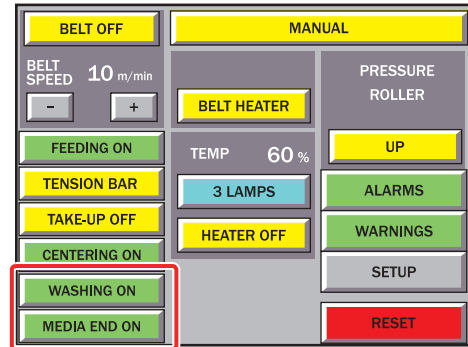 BELT OFF
MANUAL
BELT
SPEED 10 m/min
- +
BELT HEATER
PRESSURE
ROLLER
UP
FEEDING ON
TENSION BAR
TAKE-UP OFF
CENTERING ON
WASHING ON
MEDIA END ON
TEMP 60 %
3 LAMPS
HEATER OFF
ALARMS
WARNINGS
SETUP
RESET